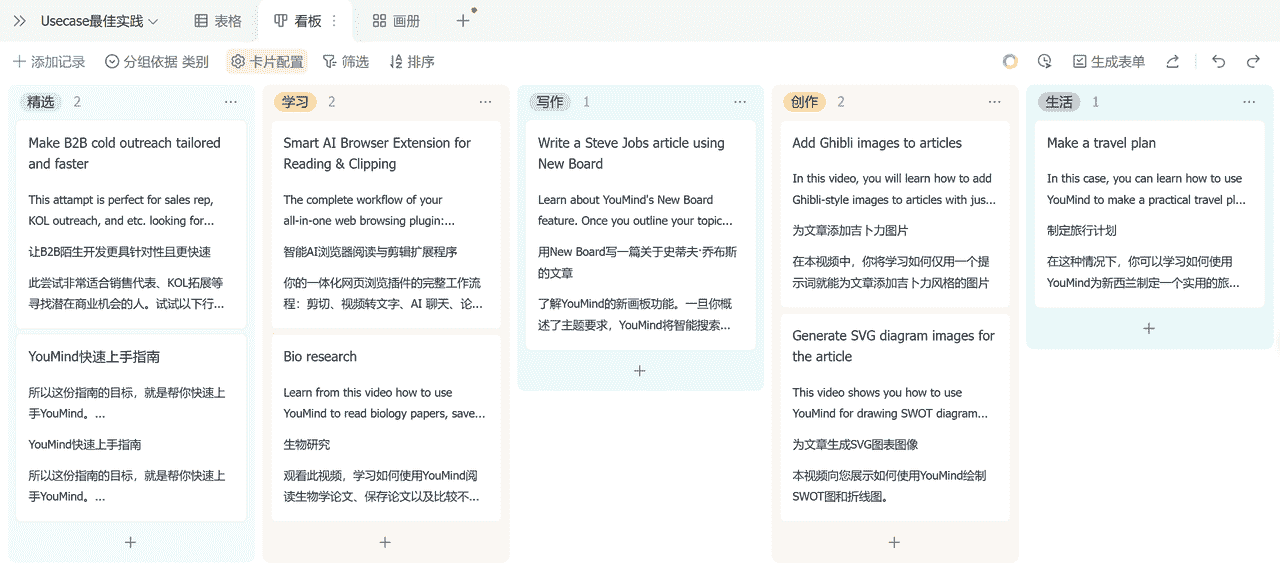 Usecase最佳实践
表格
看板
画册
添加记录
分组依据 类别
卡片配置
筛选
排序
生成表单
精选 2
Make B2B cold outreach tailored
and faster
This attampt is perfect for sales rep,
KOL outreach, and etc. looking for...
让B2B陌生开发更具针对性且更快速
此尝试非常适合销售代表、KOL拓展等
寻找潜在商业机会的人。试试以下行...
YouMind快速上手指南
所以这份指南的目标，就是帮你快速上
手YouMind。...
YouMind快速上手指南
所以这份指南的目标，就是帮你快速上
手YouMind。...
学习 2
Smart AI Browser Extension for
Reading & Clipping
The complete workflow of your
all-in-one web browsing plugin:...
智能AI浏览器阅读与剪辑扩展程序
你的一体化网页浏览插件的完整工作流
程：剪切、视频转文字、AI 聊天、论...
Bio research
Learn from this video how to use
YouMind to read biology papers, save...
生物研究
观看此视频，学习如何使用YouMind阅
读生物学论文、保存论文以及比较不...
写作 1
Write a Steve Jobs article using
New Board
Learn about YouMind's New Board
feature. Once you outline your topic...
用New Board写一篇关于史蒂夫·乔布斯
的文章
了解YouMind的新画板功能。一旦你概
述了主题要求，YouMind将智能搜索...
创作 2
Add Ghibli images to articles
In this video, you will learn how to add
Ghibli-style images to articles with jus...
为文章添加吉卜力图片
在本视频中，你将学习如何仅用一个提
示词就能为文章添加吉卜力风格的图片
Generate SVG diagram images for
the article
This video shows you how to use
YouMind for drawing SWOT diagram...
为文章生成SVG图表图像
本视频向您展示如何使用YouMind绘制
SWOT图和折线图。
生活 1
Make a travel plan
In this case, you can learn how to use
YouMind to make a practical travel pl...
制定旅行计划
在这种情况下，你可以学习如何使用
YouMind为新西兰制定一个实用的旅...